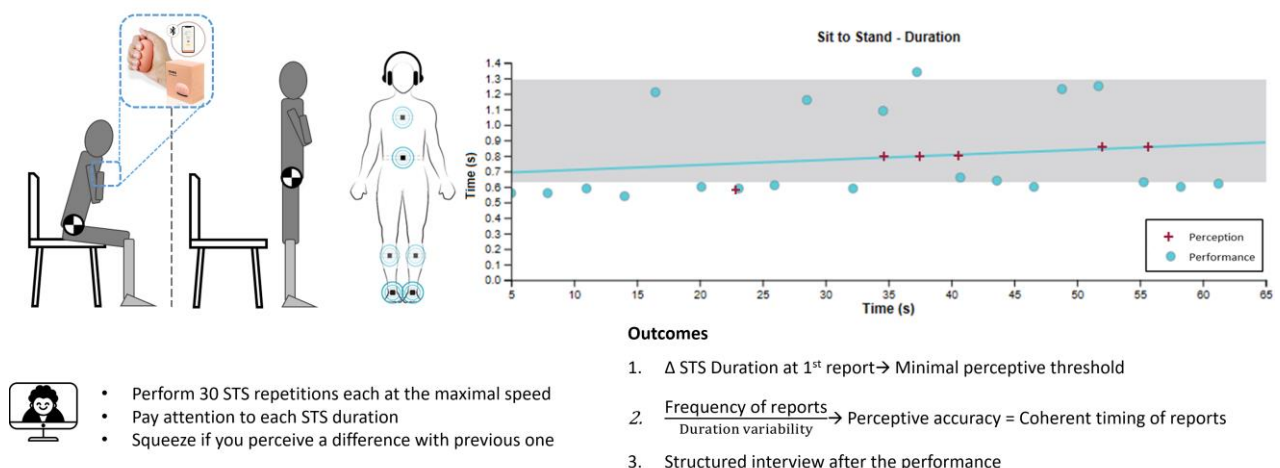 Sit to Stand - Duration
Time (s)
1.4
1.3
1.2
1.1
1.0
0.9
0.8
0.7
0.6
0.5
0.4
0.3
0.2
0.1
0.0
5 10 15 20 25 30 35 40 45 50 55 60 65
Time (s)
Perception
Performance
• Perform 30 STS repetitions each at the maximal speed
• Pay attention to each STS duration
• Squeeze if you perceive a difference with previous one
Outcomes
1. Δ STS Duration at 1st report→ Minimal perceptive threshold
2. Frequency of reports / Duration variability → Perceptive accuracy = Coherent timing of reports
3. Structured interview after the performance